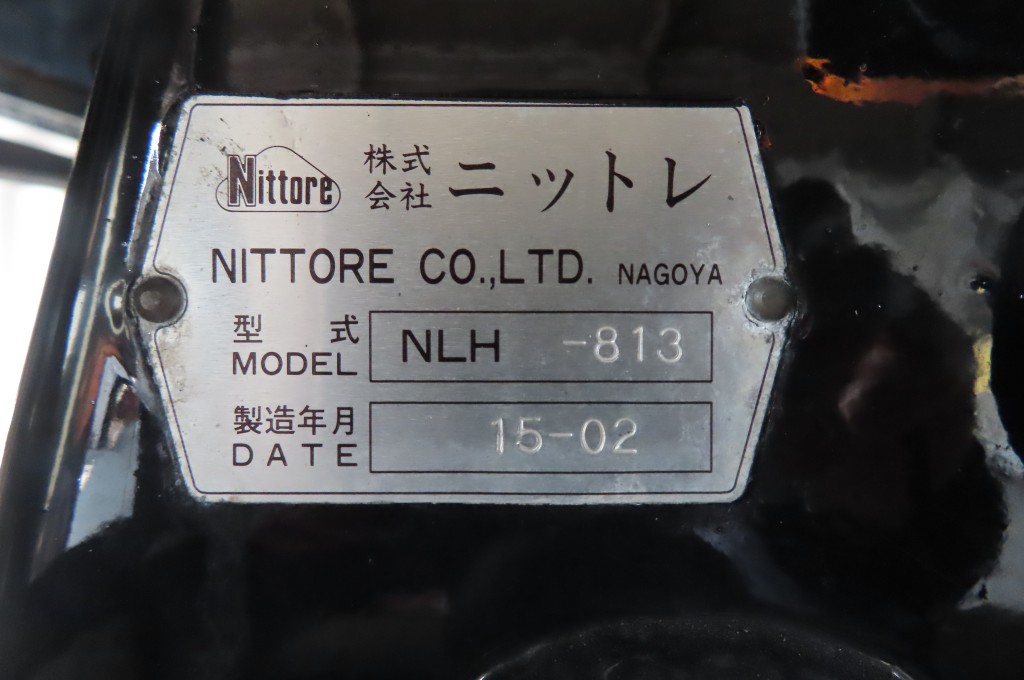 Nittore 株式会社 ニットレ
NITTORE CO.,LTD. NAGOYA
型式
MODEL NLH -813
製造年月
DATE 15-02